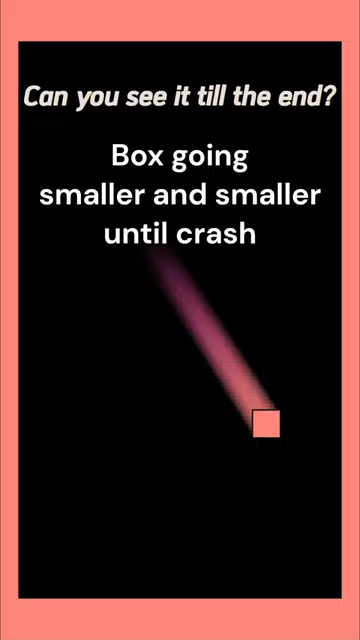 Can you see it till the end?
Box going
smaller and smaller
until crash